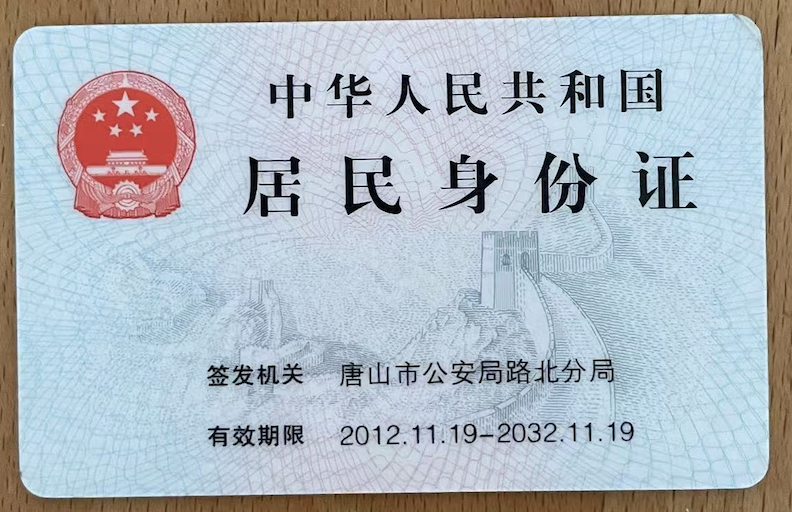 中华人民共和国
居民身份证
签发机关 唐山市公安局路北分局
有效期限 2012.11.19-2032.11.19